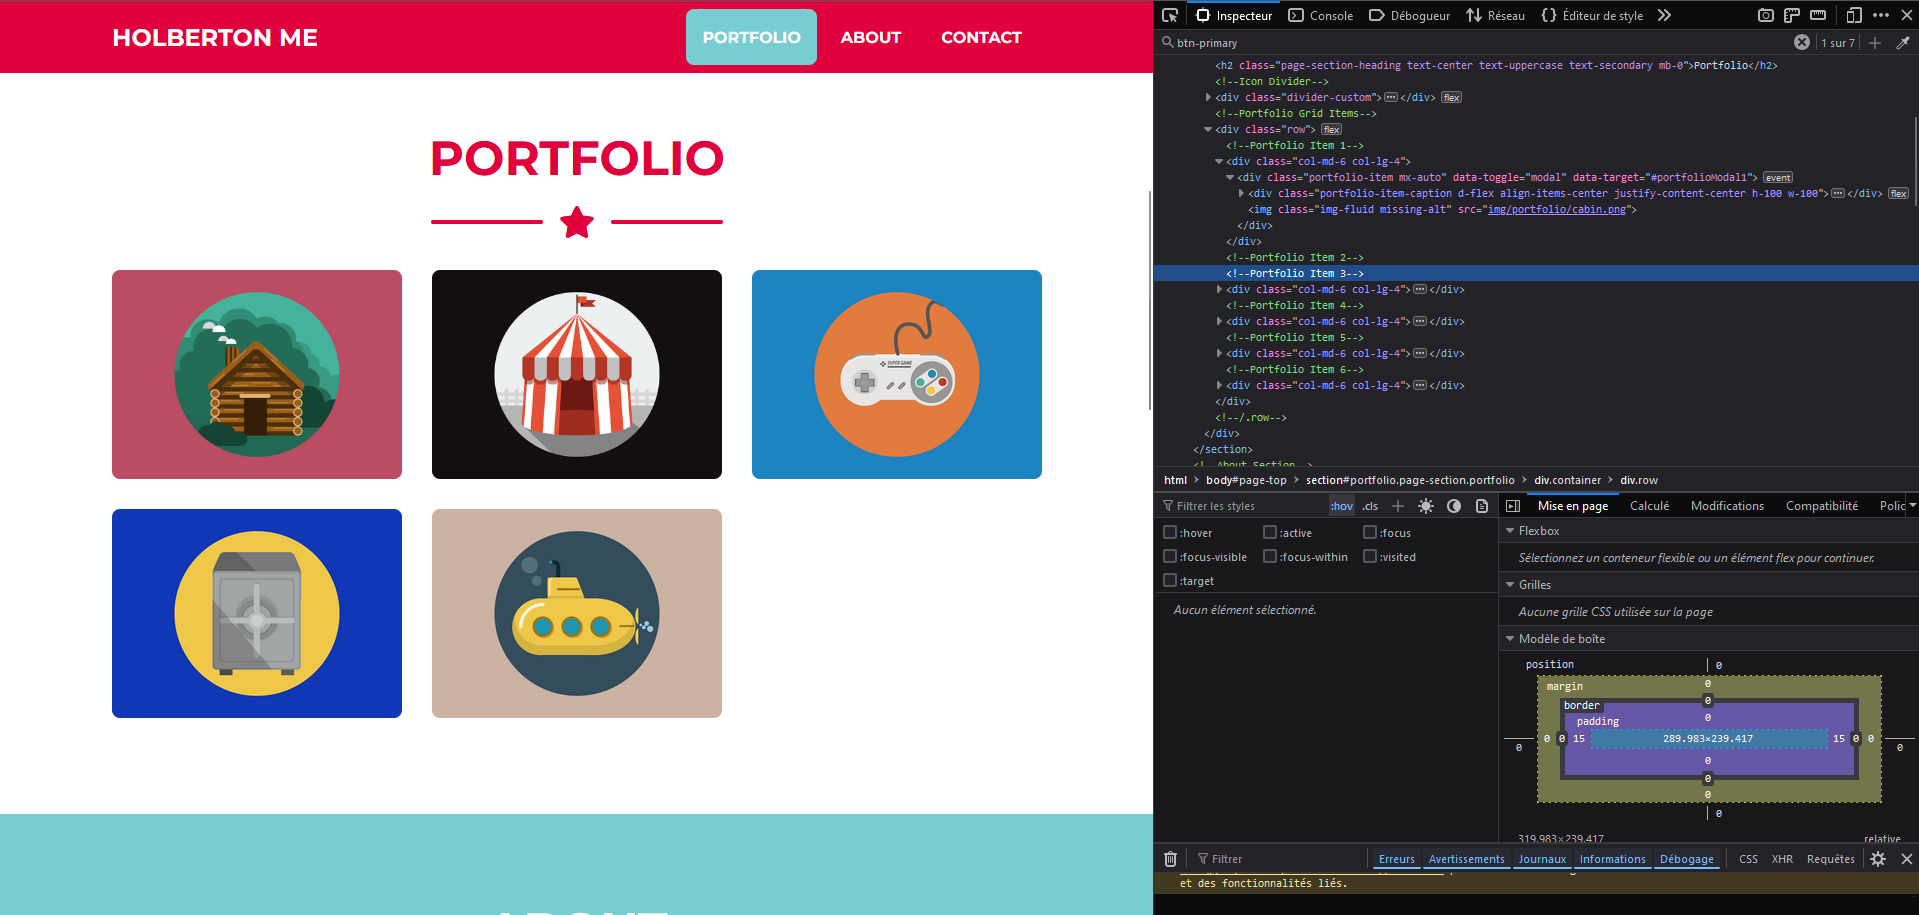 HOLBERTON ME
PORTFOLIO
ABOUT
CONTACT
PORTFOLIO
SUPER GAME
Inspecteur
Console
Débogueur
Réseau
Éditeur de style
btn-primary
1 sur 7
<h2 class="page-section-heading text-center text-uppercase text-secondary mb-0">Portfolio</h2>
<!--Icon Divider-->
<div class="divider-custom"> ••• </div> flex
<!--Portfolio Grid Items-->
<div class="row"> flex
<!--Portfolio Item 1-->
<div class="col-md-6 col-lg-4">
<div class="portfolio-item mx-auto" data-toggle="modal" data-target="#portfolioModal1"> event
<div class="portfolio-item-caption d-flex align-items-center justify-content-center h-100 w-100"> ••• </div> flex
<img class="img-fluid missing-alt" src="img/portfolio/cabin.png">
</div>
</div>
<!--Portfolio Item 2-->
<!--Portfolio Item 3-->
<div class="col-md-6 col-lg-4"> ••• </div>
<!--Portfolio Item 4-->
<div class="col-md-6 col-lg-4"> ••• </div>
<!--Portfolio Item 5-->
<div class="col-md-6 col-lg-4"> ••• </div>
<!--Portfolio Item 6-->
<div class="col-md-6 col-lg-4"> ••• </div>
</div>
<!--/.row-->
</div>
</section>
<!--About Section-->
html > body#page-top > section#portfolio.page-section.portfolio > div.container > div.row
Filtrer les styles
:hov .cls +
:hover
:active
:focus
:focus-visible
:focus-within
:visited
:target
Aucun élément sélectionné.
Mise en page
Calculé
Modifications
Compatibilité
Polic
Flexbox
Sélectionnez un conteneur flexible ou un élément flex pour continuer.
Grilles
Aucune grille CSS utilisée sur la page
Modèle de boîte
position 0
margin 0
border 0
padding 0
0 0 0 15 289.983×239.417 15 0 0 0
0
0
0
0
319.983×239.417 relative
Filtrer
Erreurs
Avertissements
Journaux
Informations
Débogage
CSS
XHR
Requêtes
et des fonctionnalités liés.
ABOUT